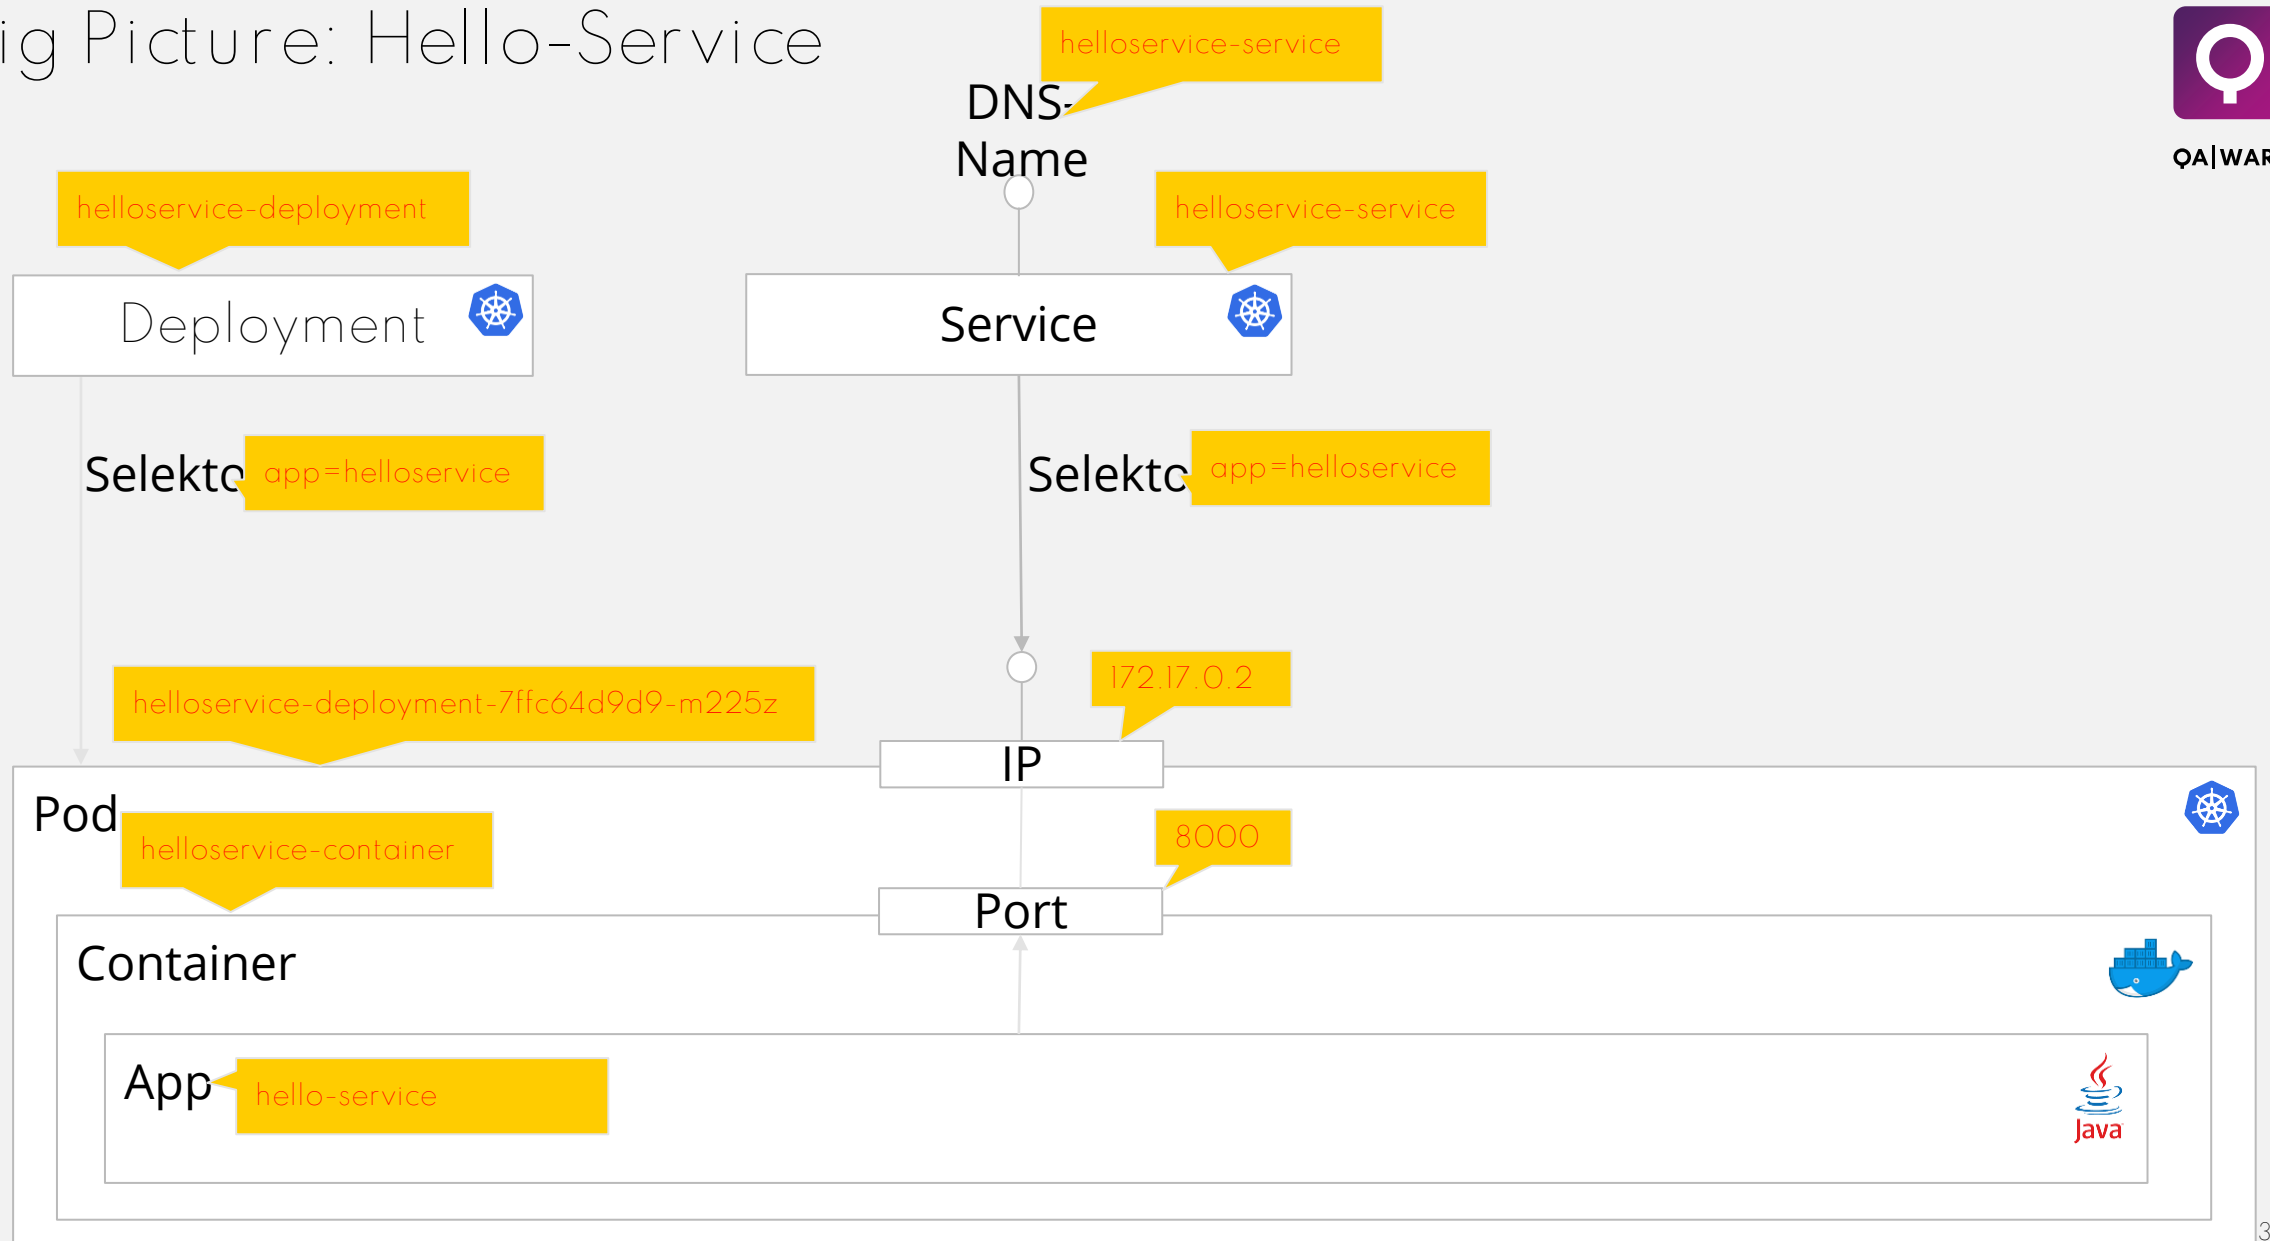 ig Picture: Hello-Service
helloservice-service
DNS-
Name
QA|WAR
helloservice-deployment
helloservice-service
Deployment
Service
Selekto
app=helloservice
Selekto
app=helloservice
helloservice-deployment-7ffc64d9d9-m225z
172.17.0.2
IP
Pod
helloservice-container
8000
Port
Container
App
hello-service
Java
3